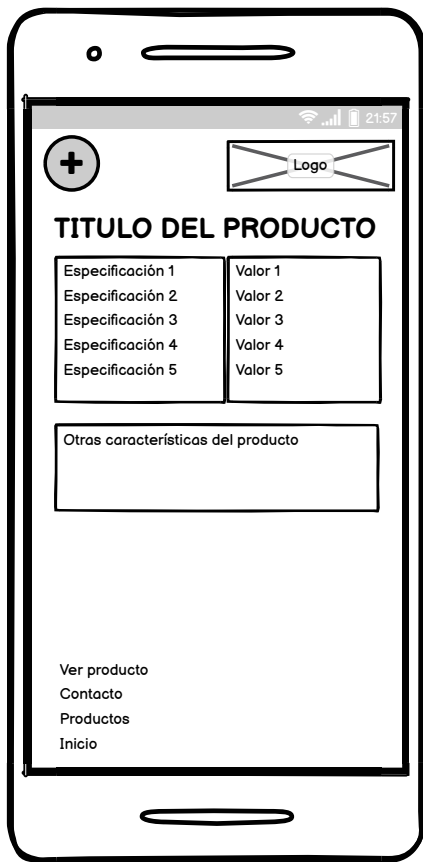 21:57
Logo
TITULO DEL PRODUCTO
Especificación 1
Valor 1
Especificación 2
Valor 2
Especificación 3
Valor 3
Especificación 4
Valor 4
Especificación 5
Valor 5
Otras características del producto
Ver producto
Contacto
Productos
Inicio